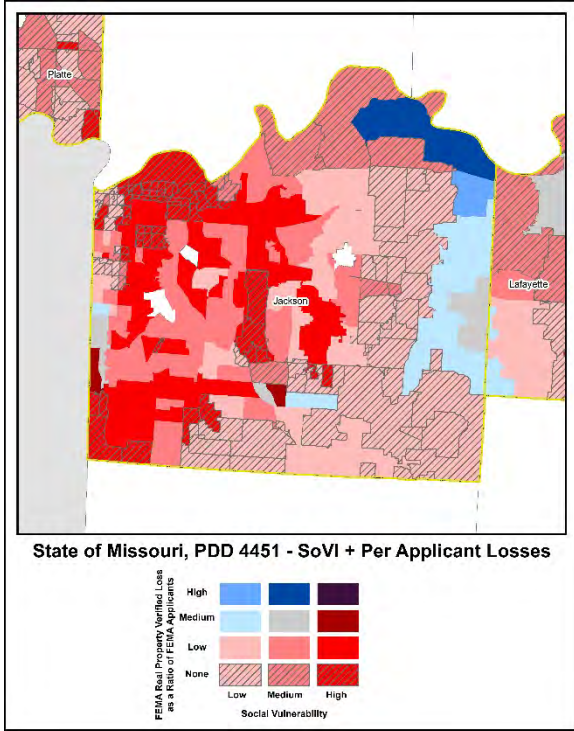 Platte
Jackson
Lafayette
State of Missouri, PDD 4451 - SoVI + Per Applicant Losses
FEMA Real Property Verified Loss
as a Ratio of FEMA Applicants
High
Medium
Low
None
Low Medium High
Social Vulnerability